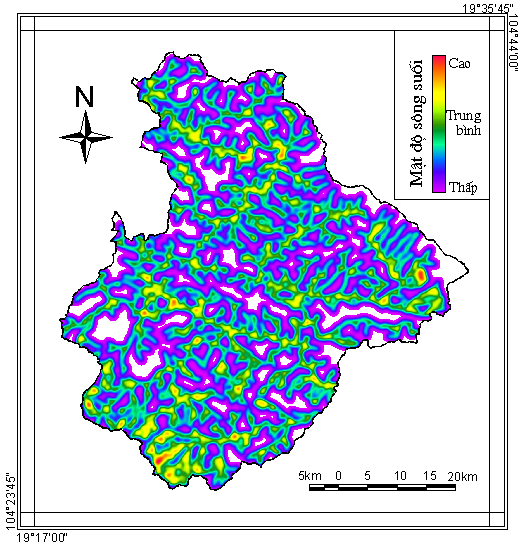 19°35'45"
104°44'00"
N
Mật độ sông suối
Cao
Trung
bình
Thấp
5km 0 5 10 15 20km
104°23'45"
19°17'00"